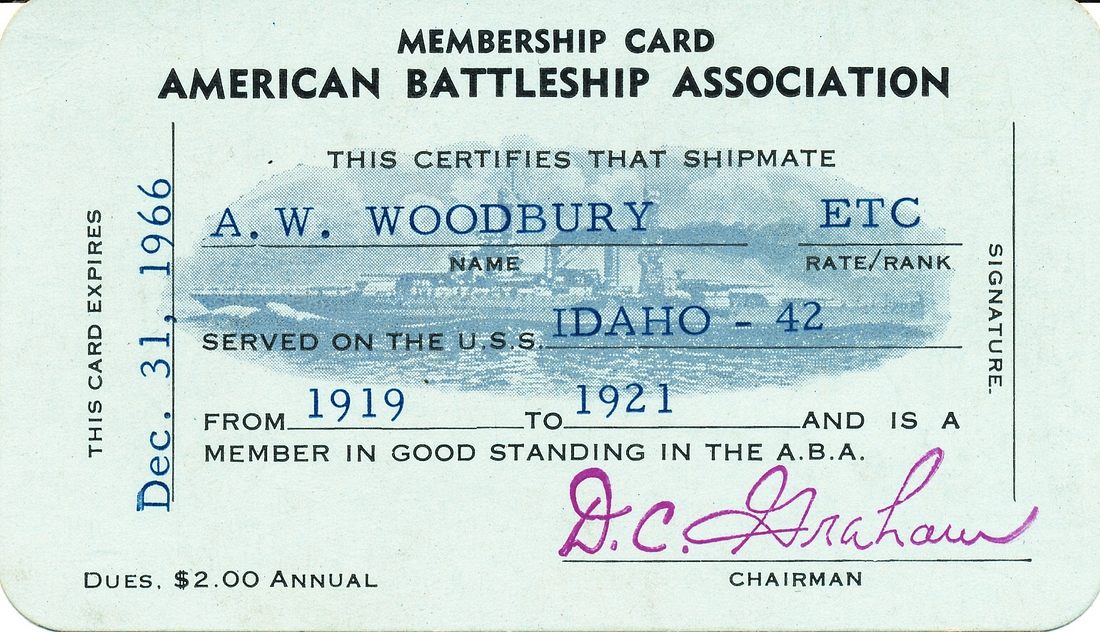 MEMBERSHIP CARD
AMERICAN BATTLESHIP ASSOCIATION
THIS CERTIFIES THAT SHIPMATE
A. W. WOODBURY ETC
NAME RATE/RANK
SERVED ON THE U.S.S. IDAHO - 42
FROM 1919 TO 1921 AND IS A
MEMBER IN GOOD STANDING IN THE A.B.A.
D. C. Graham
CHAIRMAN
DUES, $2.00 ANNUAL
THIS CARD EXPIRES
Dec. 31, 1966
SIGNATURE.